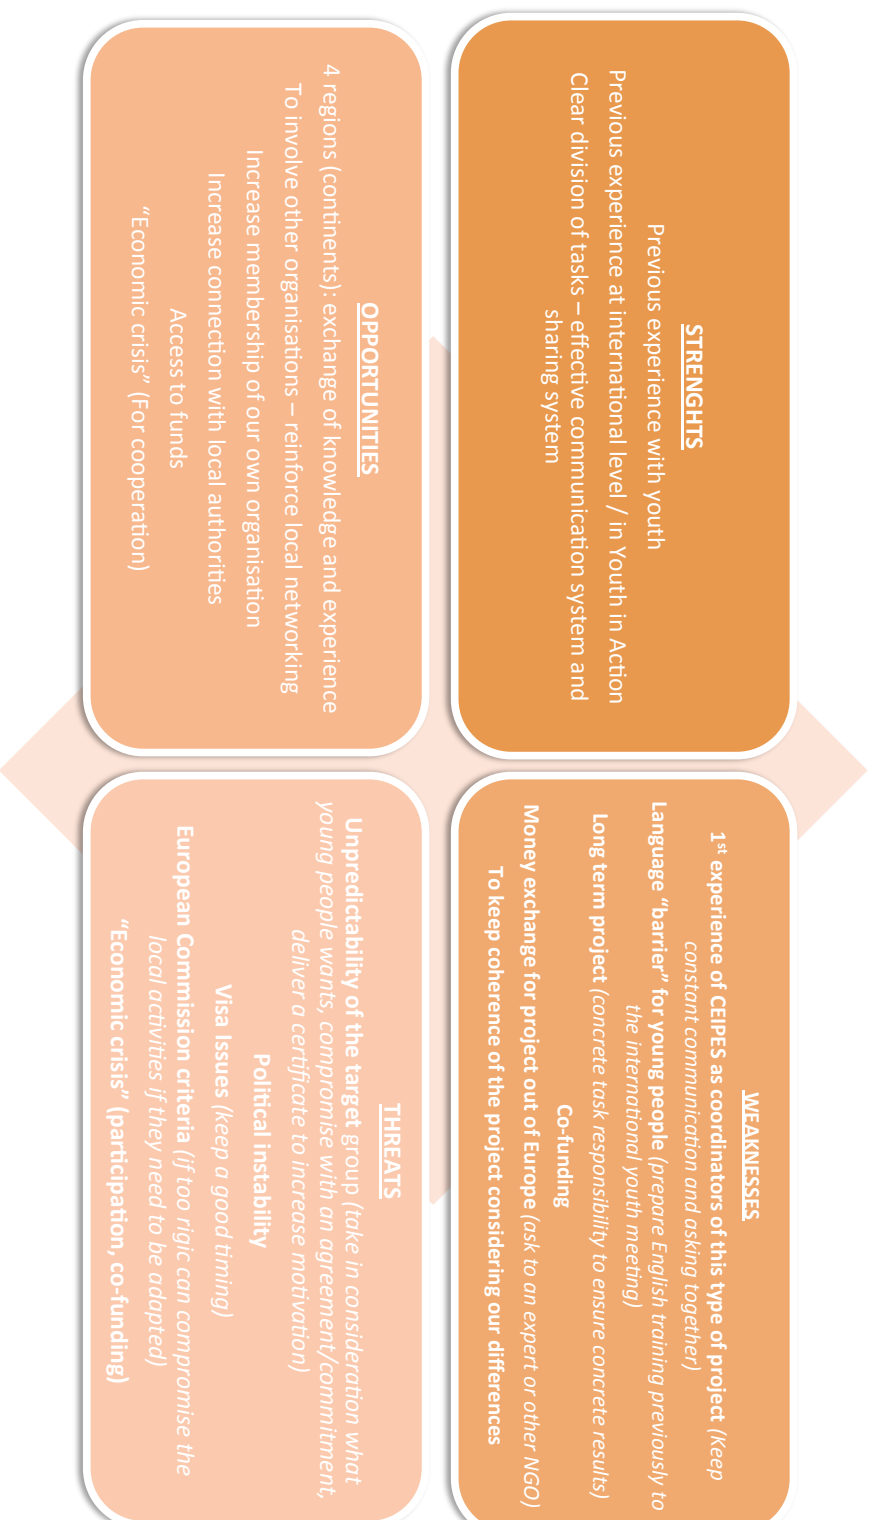 STRENGHTS
Previous experience with youth
Previous experience at international level / in Youth in Action
Clear division of tasks – effective communication system and
sharing system
WEAKNESSES
1st experience of CEIPES as coordinators of this type of project (Keep
constant communication and asking together)
Language “barrier” for young people (prepare English training previously to
the international youth meeting)
Long term project (concrete task responsibility to ensure concrete results)
Co-funding
Money exchange for project out of Europe (ask to an expert or other NGO)
To keep coherence of the project considering our differences
OPPORTUNITIES
4 regions (continents): exchange of knowledge and experience
To involve other organisations – reinforce local networking
Increase membership of our own organisation
Increase connection with local authorities
Access to funds
“Economic crisis” (For cooperation)
THREATS
Unpredictability of the target group (take in consideration what
young people wants, compromise with an agreement/commitment,
deliver a certificate to increase motivation)
Political instability
Visa Issues (keep a good timing)
European Commission criteria (if too rigic can compromise the
local activities if they need to be adapted)
“Economic crisis” (participation, co-funding)